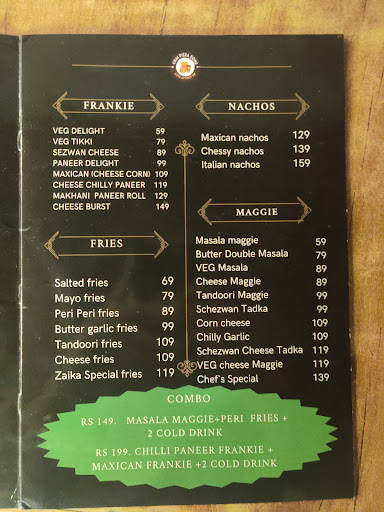 FRANKIE
VEG DELIGHT 59
VEG TIKKI 79
SEZWAN CHEESE 89
PANEER DELIGHT 99
MAXICAN (CHEESE CORN) 109
CHEESE CHILLY PANEER 119
MAKHANI PANEER ROLL 129
CHEESE BURST 149
FRIES
Salted fries 69
Mayo fries 79
Peri Peri fries 89
Butter garlic fries 99
Tandoori fries 109
Cheese fries 109
Zaika Special fries 119
NACHOS
Maxican nachos 129
Chessy nachos 139
Italian nachos 159
MAGGIE
Masala maggie 59
Butter Double Masala 79
VEG Masala 89
Cheese Maggie 89
Tandoori Maggie 99
Schezwan Tadka 99
Corn cheese 109
Chilly Garlic 109
Schezwan Cheese Tadka 119
VEG cheese Maggie 119
Chef's Special 139
COMBO
RS 149. MASALA MAGGIE+PERI FRIES +
2 COLD DRINK
RS 199. CHILLI PANEER FRANKIE +
MAXICAN FRANKIE +2 COLD DRINK